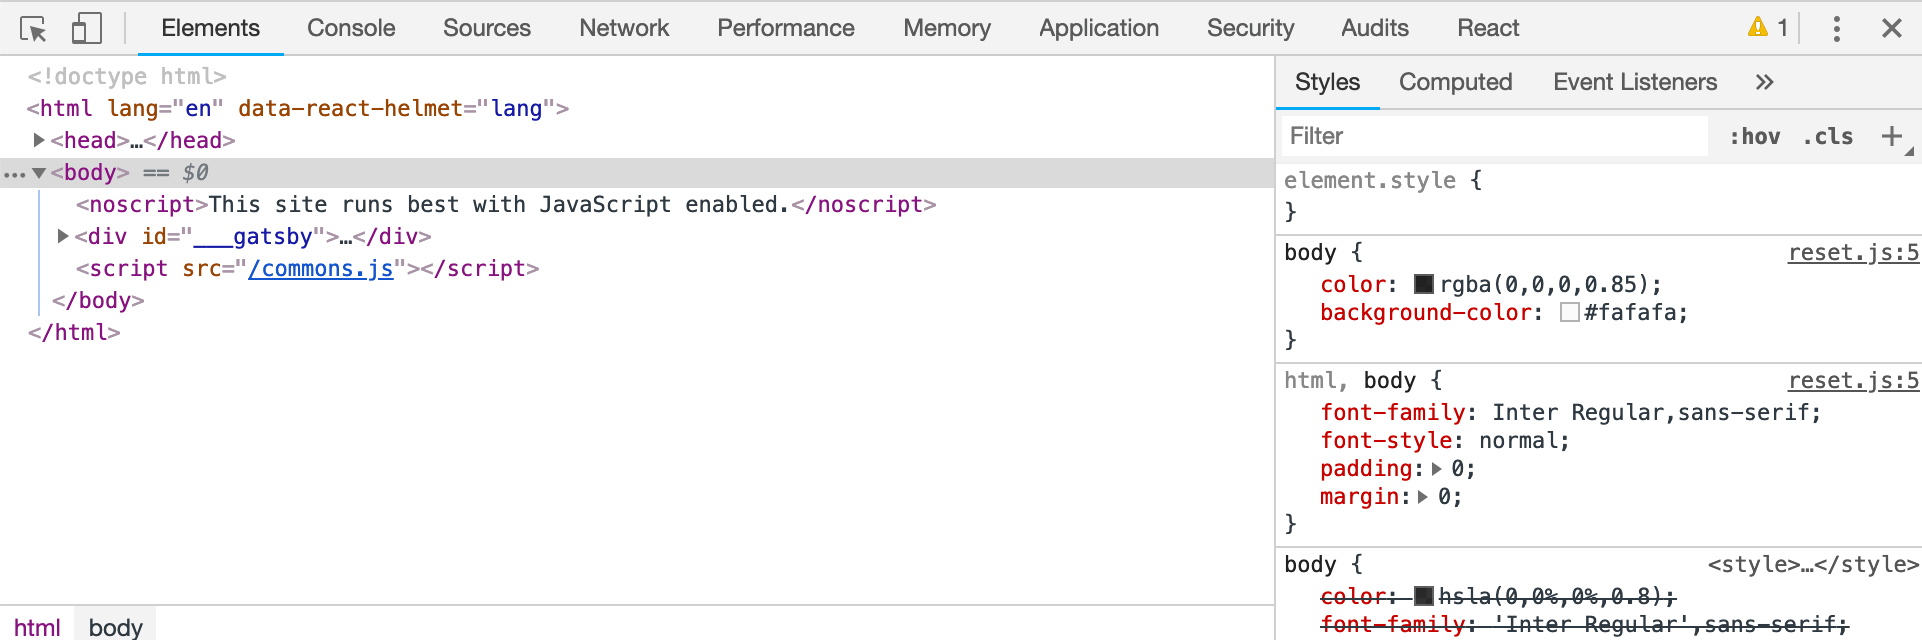 Elements Console Sources Network Performance Memory Application Security Audits React 1
<!doctype html>
<html lang="en" data-react-helmet="lang">
<head>…</head>
<body> == $0
<noscript>This site runs best with JavaScript enabled.</noscript>
<div id="___gatsby">…</div>
<script src="/commons.js"></script>
</body>
</html>
html body
Styles Computed Event Listeners »
Filter :hov .cls +
element.style {
}
body { reset.js:5
color: rgba(0,0,0,0.85);
background-color: #fafafa;
}
html, body { reset.js:5
font-family: Inter Regular,sans-serif;
font-style: normal;
padding: 0;
margin: 0;
}
body { <style>…</style>
color: hsla(0,0%,0%,0.8);
font-family: 'Inter Regular',sans-serif;